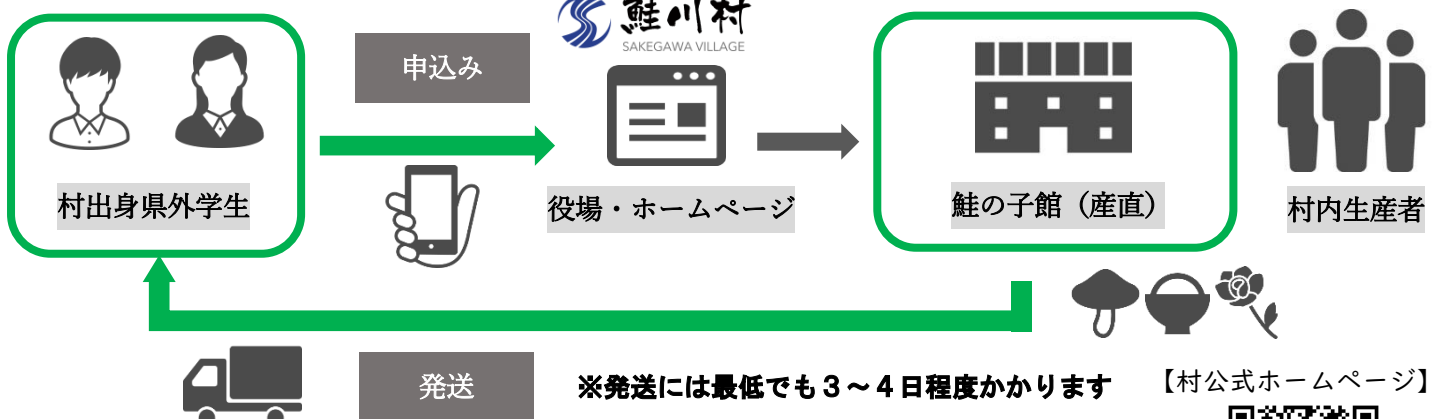 鮭川村
SAKEGAWA VILLAGE
申込み
村出身県外学生
役場・ホームページ
鮭の子館（産直）
村内生産者
発送
※発送には最低でも３～４日程度かかります
【村公式ホームページ】